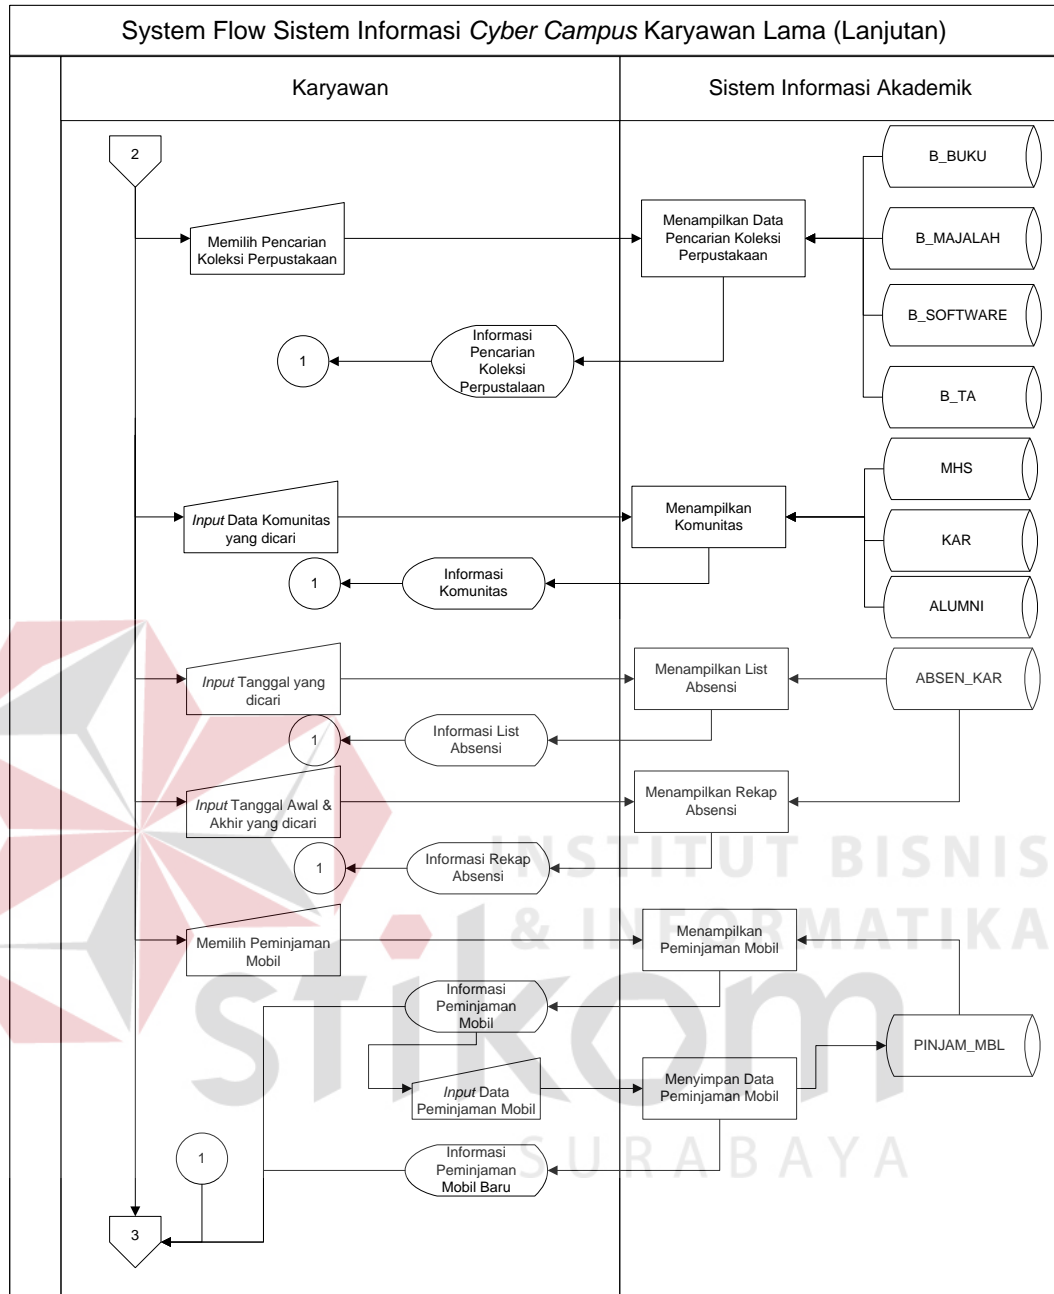 System Flow Sistem Informasi Cyber Campus Karyawan Lama (Lanjutan)
Karyawan
Sistem Informasi Akademik
2
B_BUKU
Memilih Pencarian
Koleksi Perpustakaan
Menampilkan Data
Pencarian Koleksi
Perpustakaan
B_MAJALAH
B_SOFTWARE
1
Informasi
Pencarian
Koleksi
Perpustalaan
B_TA
MHS
Input Data Komunitas
yang dicari
Menampilkan
Komunitas
KAR
1
Informasi
Komunitas
ALUMNI
Input Tanggal yang
dicari
Menampilkan List
Absensi
ABSEN_KAR
1
Informasi List
Absensi
Input Tanggal Awal &
Akhir yang dicari
Menampilkan Rekap
Absensi
1
Informasi Rekap
Absensi
INSTITUT BISNIS
& INFORMATIKA
Memilih Peminjaman
Mobil
Menampilkan
Peminjaman Mobil
stikom
Informasi
Peminjaman
Mobil
PINJAM_MBL
Input Data
Peminjaman Mobil
Menyimpan Data
Peminjaman Mobil
SURABAYA
1
Informasi
Peminjaman
Mobil Baru
3